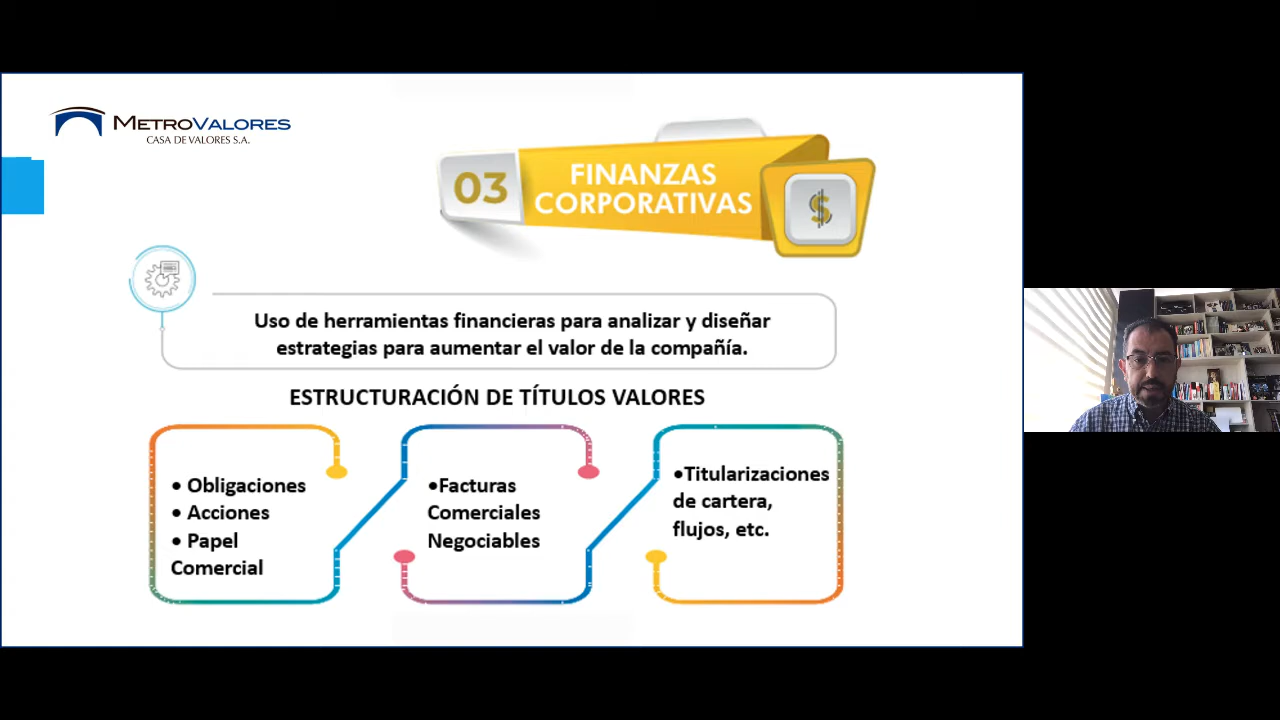 METROVALORES
CASA DE VALORES S.A.
03
FINANZAS
CORPORATIVAS
$
Uso de herramientas financieras para analizar y diseñar
estrategias para aumentar el valor de la compañía.
ESTRUCTURACIÓN DE TÍTULOS VALORES
• Obligaciones
• Acciones
• Papel
Comercial
•Facturas
Comerciales
Negociables
•Titularizaciones
de cartera,
flujos, etc.